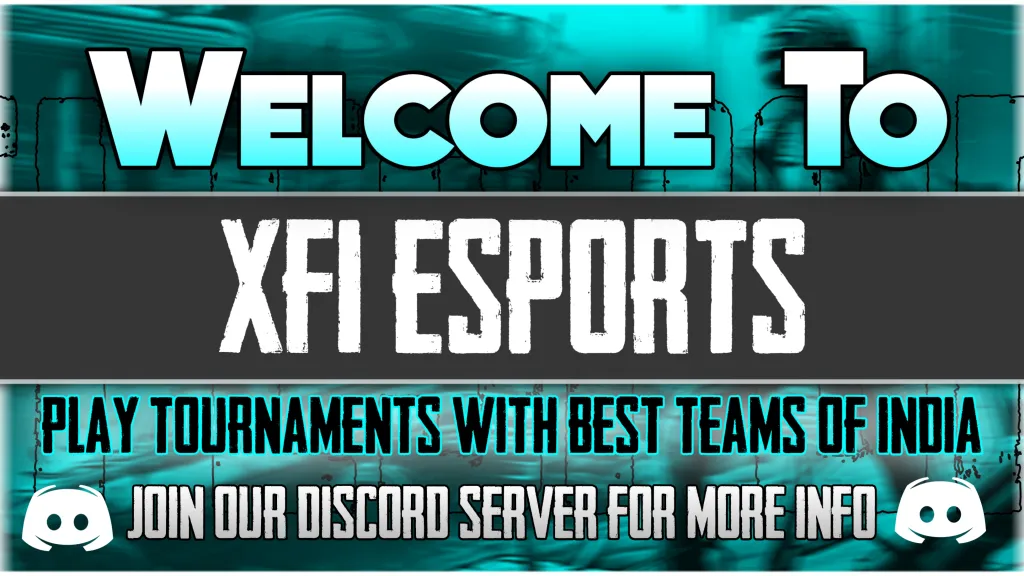 Welcome To
XFI ESPORTS
PLAY TOURNAMENTS WITH BEST TEAMS OF INDIA
JOIN OUR DISCORD SERVER FOR MORE INFO